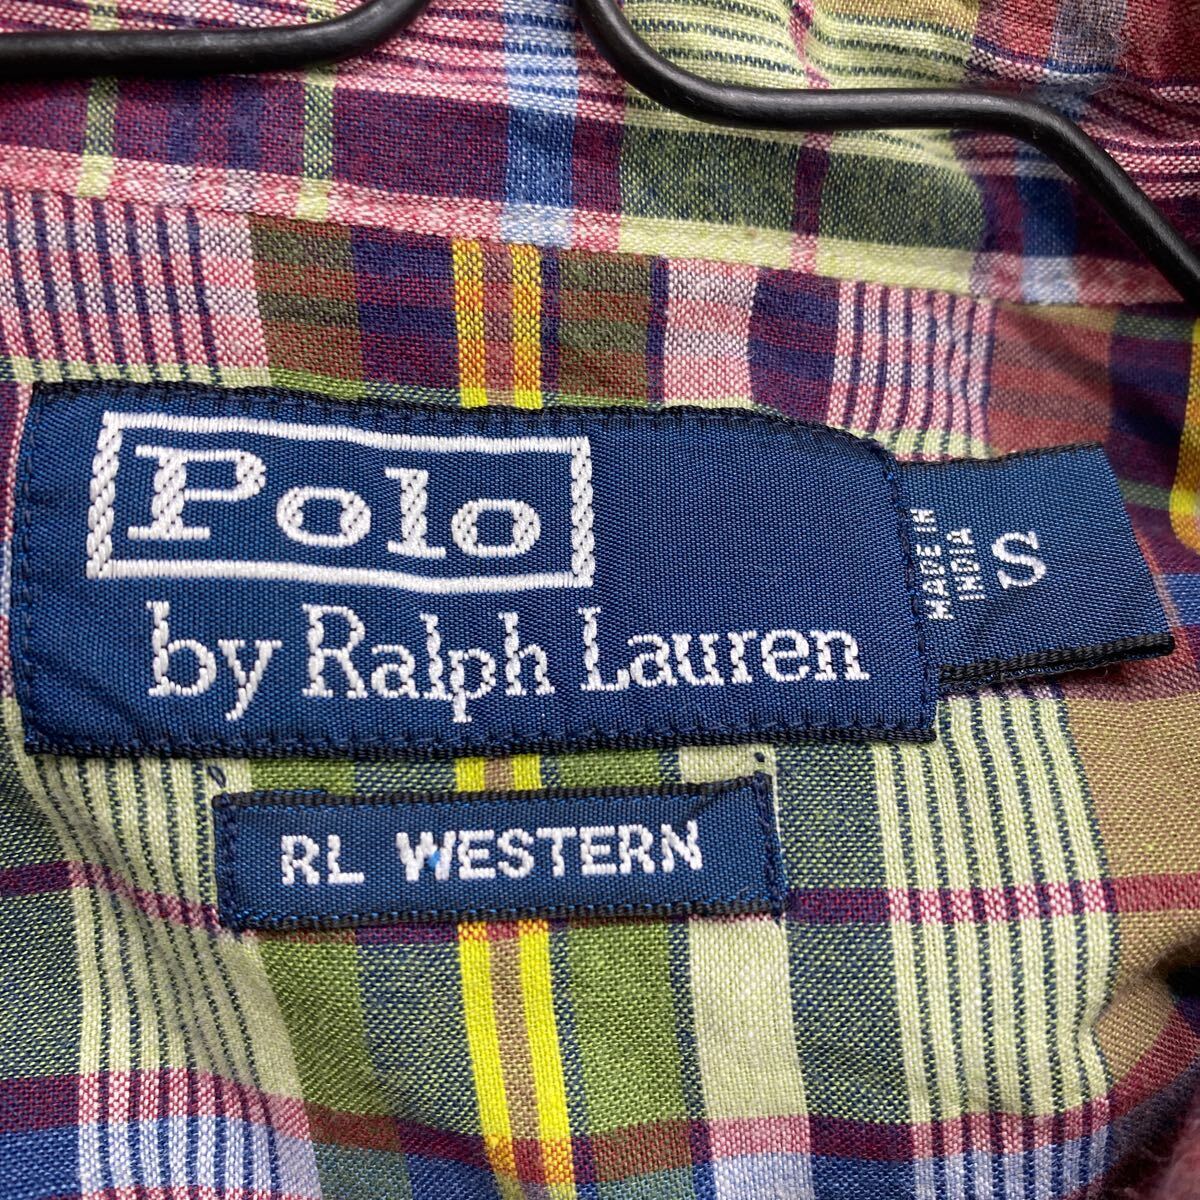 Polo
by Ralph Lauren
MADE IN
INDIA
S
RL WESTERN